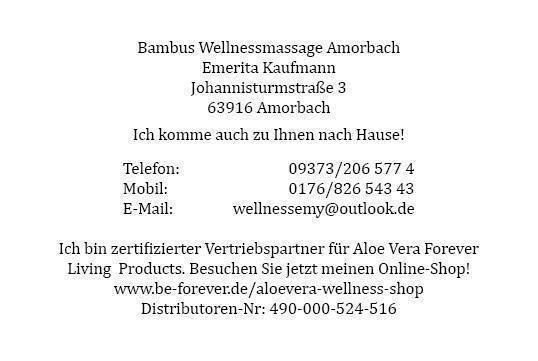 Bambus Wellnessmassage Amorbach
Emerita Kaufmann
Johannisturmstraße 3
63916 Amorbach
Ich komme auch zu Ihnen nach Hause!
Telefon: 09373/206 577 4
Mobil: 0176/826 543 43
E-Mail: wellnessemy@outlook.de
Ich bin zertifizierter Vertriebspartner für Aloe Vera Forever
Living Products. Besuchen Sie jetzt meinen Online-Shop!
www.be-forever.de/aloevera-wellness-shop
Distributoren-Nr: 490-000-524-516